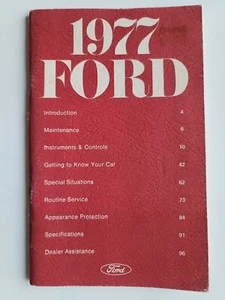 1977
FORD
Introduction 4
Maintenance 6
Instruments & Controls 10
Getting to Know Your Car 42
Special Situations 62
Routine Service 73
Appearance Protection 84
Specifications 91
Dealer Assistance 96
Ford